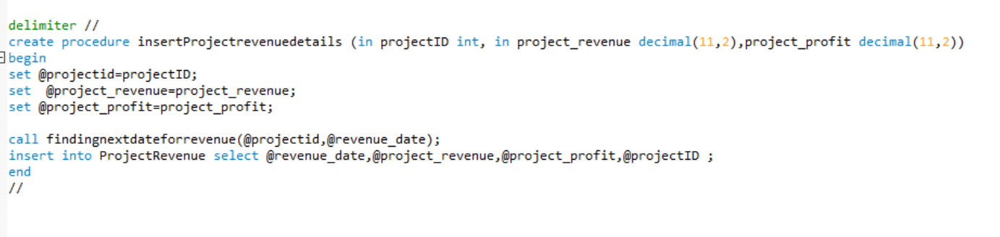 delimiter //
create procedure insertProjectrevenuedetails (in projectID int, in project_revenue decimal(11,2),project_profit decimal(11,2))
begin
set @projectid=projectID;
set  @project_revenue=project_revenue;
set @project_profit=project_profit;
call findingnextdateforrevenue(@projectid,@revenue_date);
insert into ProjectRevenue select @revenue_date,@project_revenue,@project_profit,@projectID ;
end
//